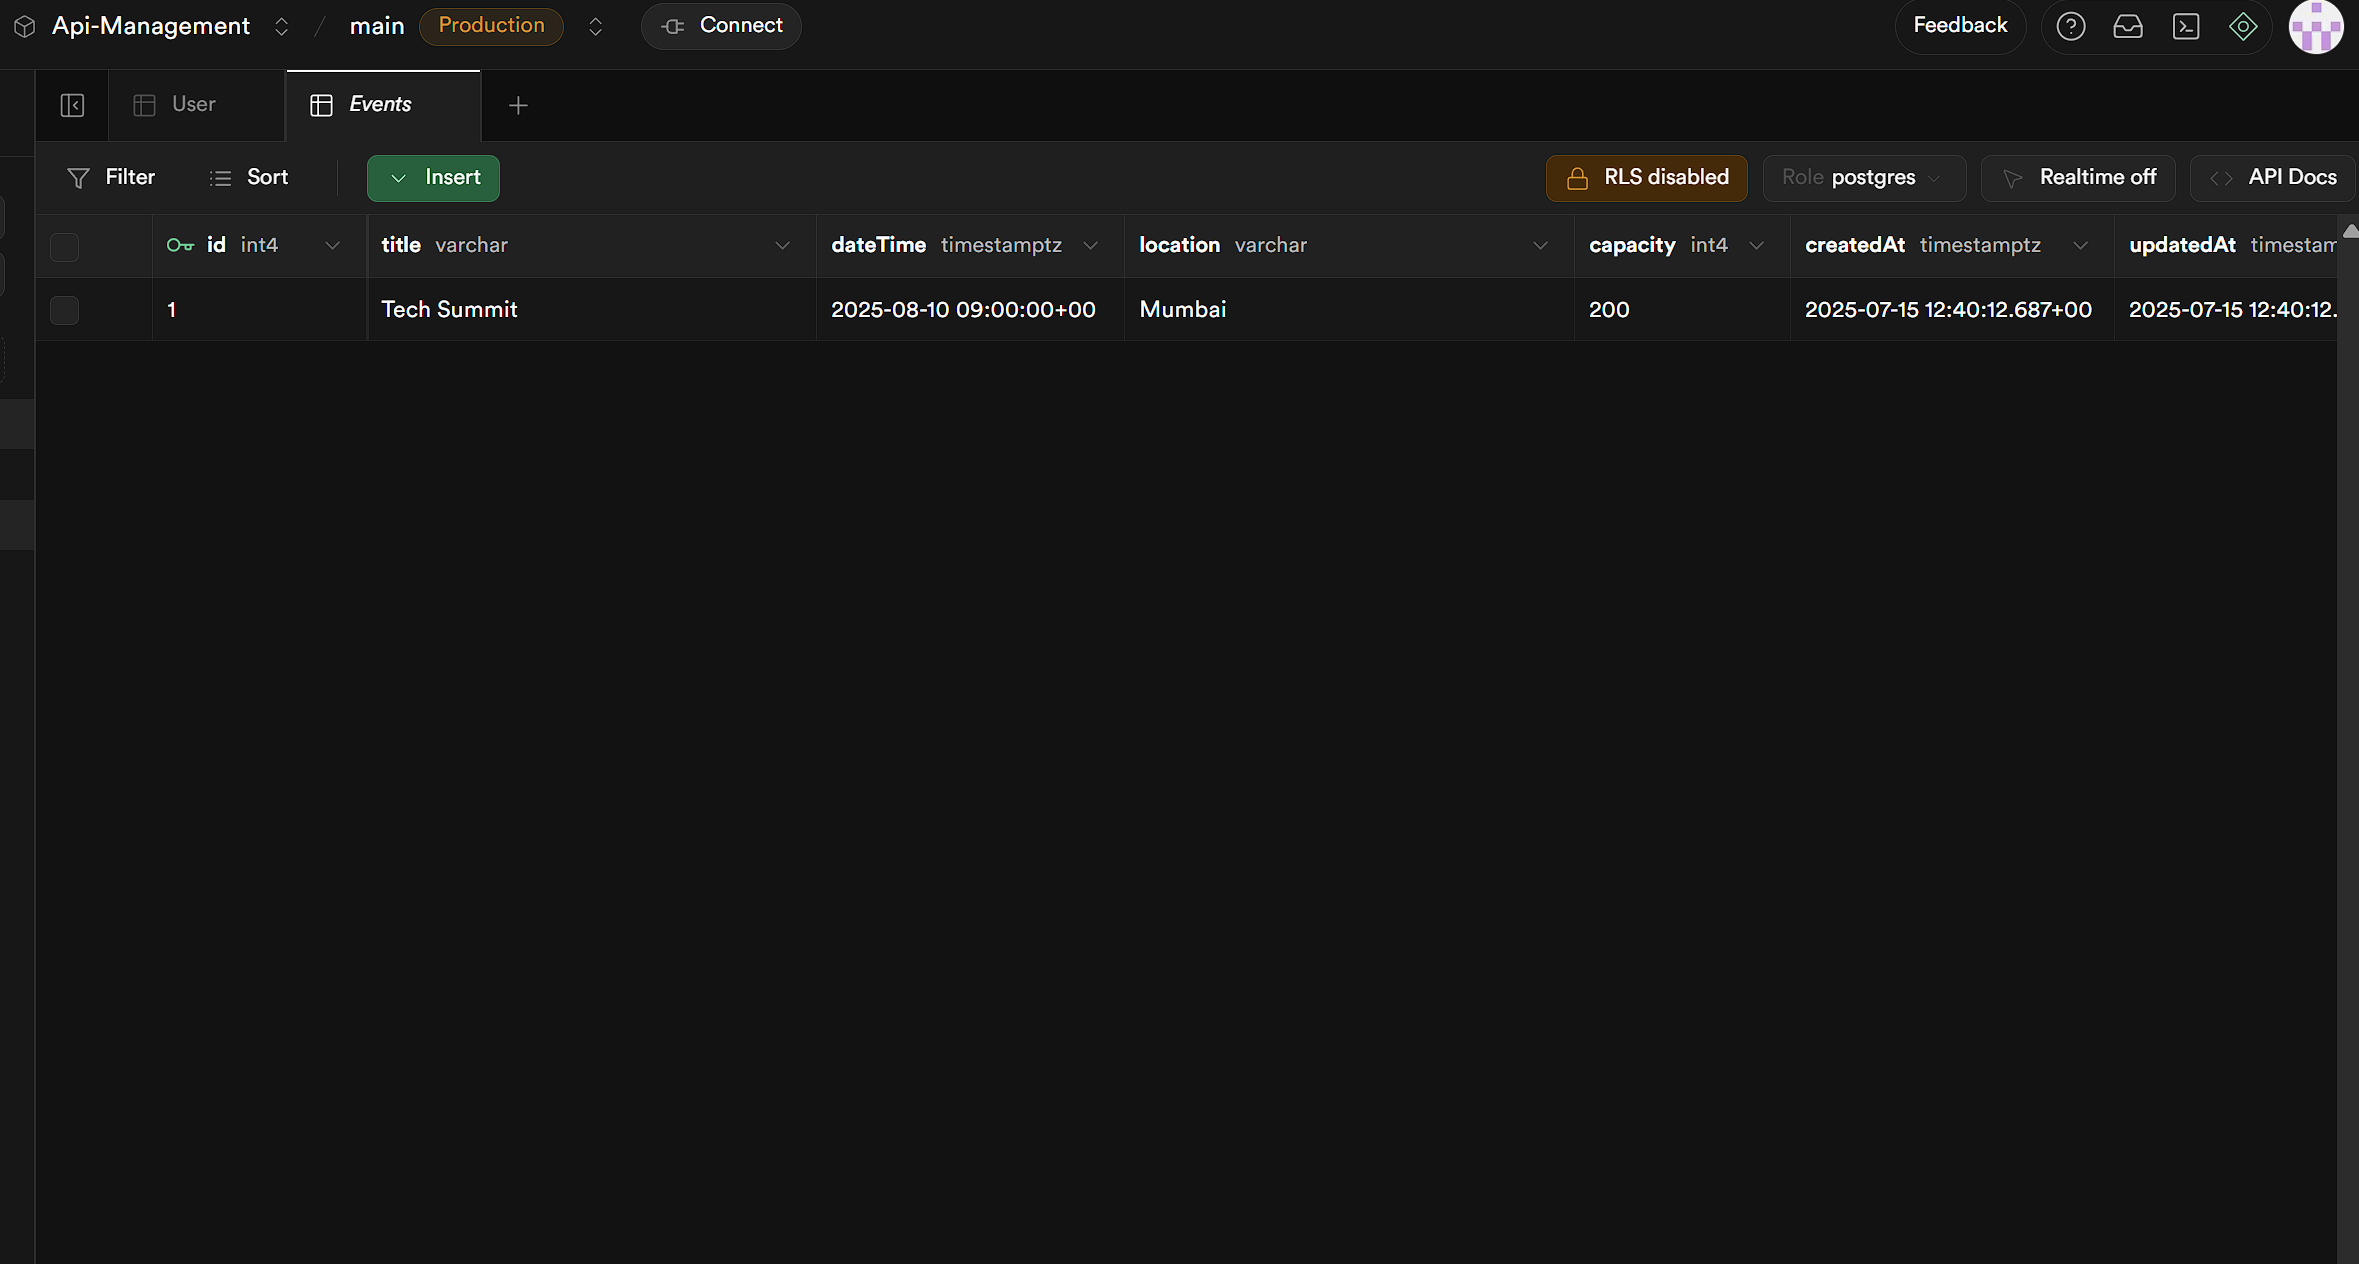 Api-Management / main Production Connect Feedback
User Events
Filter Sort Insert RLS disabled Role postgres Realtime off API Docs
id int4 title varchar dateTime timestamptz location varchar capacity int4 createdAt timestamptz updatedAt timestam
1 Tech Summit 2025-08-10 09:00:00+00 Mumbai 200 2025-07-15 12:40:12.687+00 2025-07-15 12:40:12.